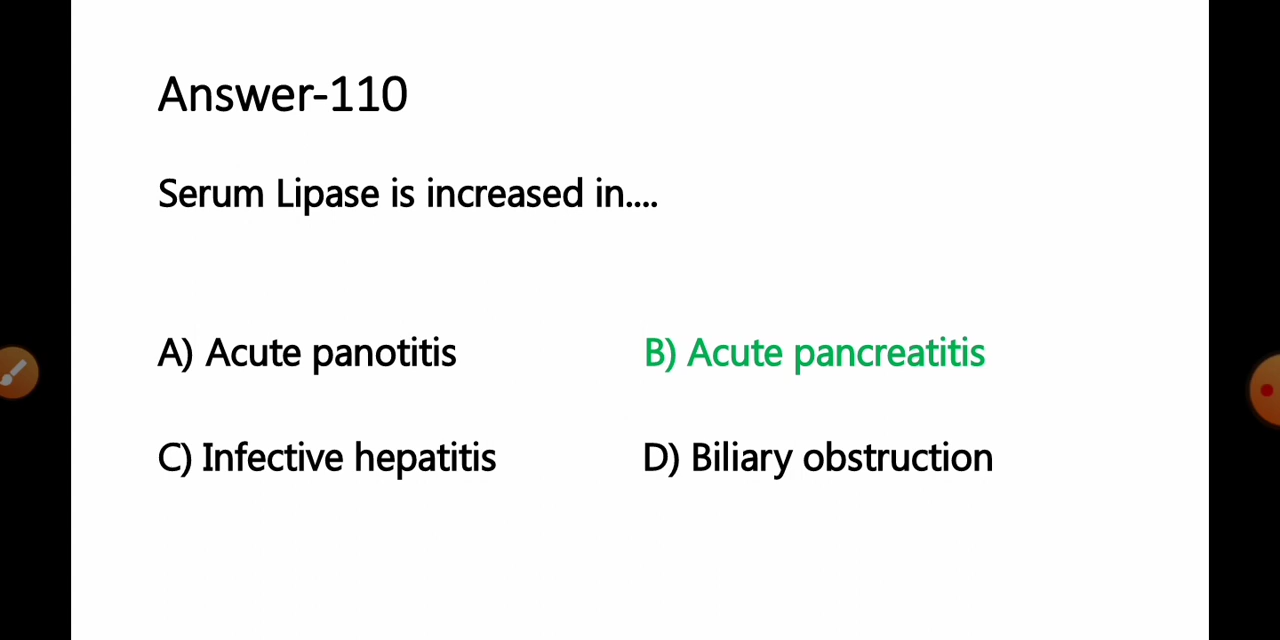 Answer-110
Serum Lipase is increased in....
A) Acute panotitis B) Acute pancreatitis
C) Infective hepatitis D) Biliary obstruction